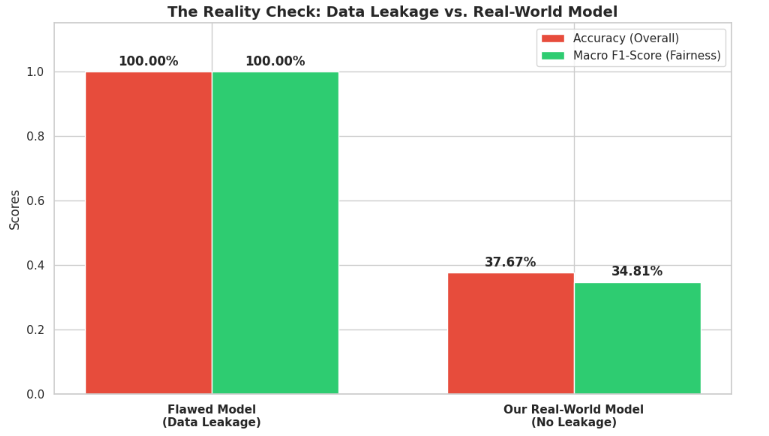 The Reality Check: Data Leakage vs. Real-World Model
Accuracy (Overall)
Macro F1-Score (Fairness)
100.00%
100.00%
37.67%
34.81%
Scores
1.0
0.8
0.6
0.4
0.2
0.0
Flawed Model
(Data Leakage)
Our Real-World Model
(No Leakage)